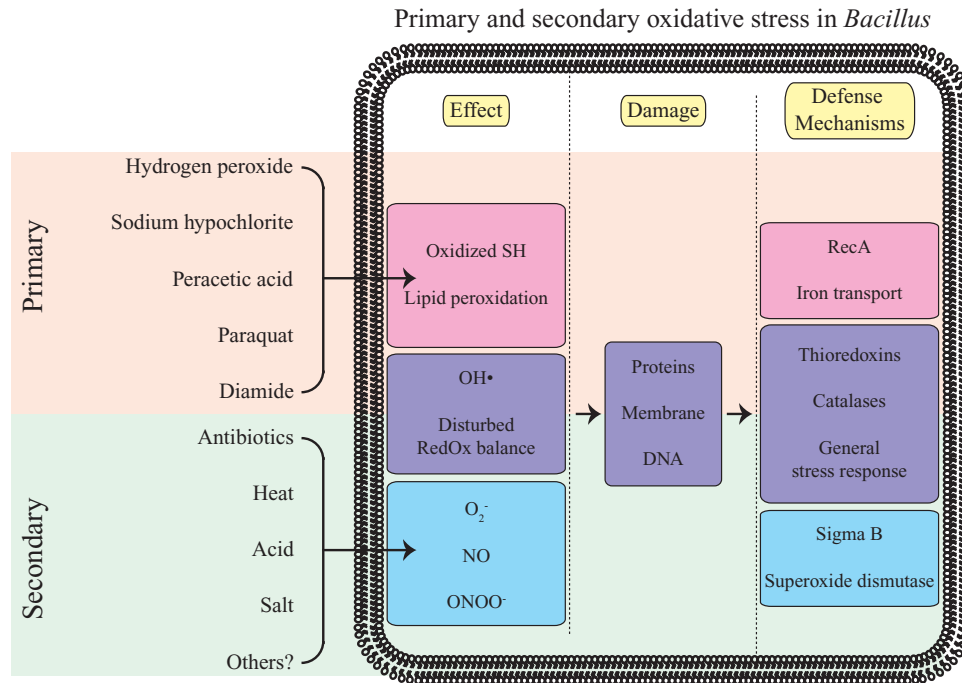 Primary and secondary oxidative stress in Bacillus
Effect
Damage
Defense
Mechanisms
Primary
Hydrogen peroxide
Sodium hypochlorite
Peracetic acid
Paraquat
Diamide
Oxidized SH
Lipid peroxidation
OH•
Disturbed
RedOx balance
Proteins
Membrane
DNA
RecA
Iron transport
Thioredoxins
Catalases
General
stress response
Secondary
Antibiotics
Heat
Acid
Salt
Others?
O₂⁻
NO
ONOO⁻
Sigma B
Superoxide dismutase